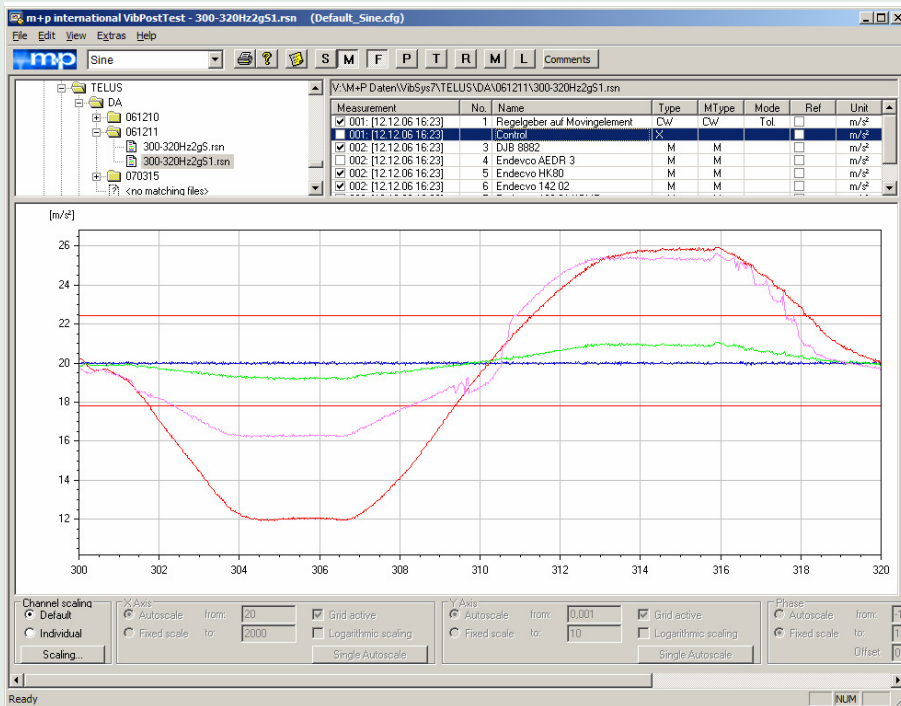 m+p international VibPostTest - 300-320Hz2gS1.rsn (Default_Sine.cfg)
File Edit View Extras Help
mp Sine S M F P T R M L Comments
TELUS
DA
061210
061211
300-320Hz2gS.rsn
300-320Hz2gS1.rsn
070315
<no matching files>
V:\M+P Daten\VibSys7\TELUS\DA\061211\300-320Hz2gS1.rsn
Measurement No. Name Type MType Mode Ref Unit
001: [12.12.06 16:23] 1 Regelgeber auf Movingelement CW CW Tol. m/s²
001: [12.12.06 16:23] Control X m/s²
002: [12.12.06 16:23] 3 DJB 8882 M M m/s²
002: [12.12.06 16:23] 4 Endevco AEDR 3 M M m/s²
002: [12.12.06 16:23] 5 Endecvo HK80 M M m/s²
002: [12.12.06 16:23] 6 Endecvo 142 02 M M m/s²
[m/s²]
26
24
22
20
18
16
14
12
300 302 304 306 308 310 312 314 316 318 320
Channel scaling
Default
Individual
Scaling...
X Axis
Autoscale from: 20 Grid active
Fixed scale to: 2000 Logarithmic scaling
Single Autoscale
Y Axis
Autoscale from: 0,001 Grid active
Fixed scale to: 10 Logarithmic scaling
Single Autoscale
Phase
Autoscale from:
Fixed scale to:
Offset
Ready NUM